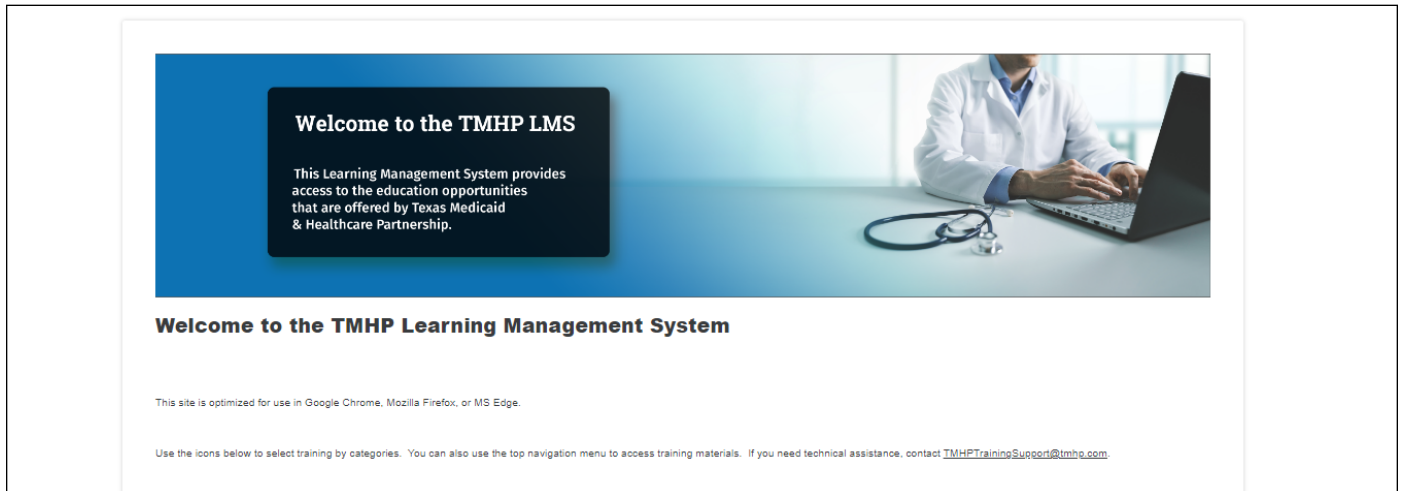 Welcome to the TMHP LMS
This Learning Management System provides
access to the education opportunities
that are offered by Texas Medicaid
& Healthcare Partnership.
Welcome to the TMHP Learning Management System
This site is optimized for use in Google Chrome, Mozilla Firefox, or MS Edge.
Use the icons below to select training by categories.  You can also use the top navigation menu to access training materials.  If you need technical assistance, contact TMHPTrainingSupport@tmhp.com.